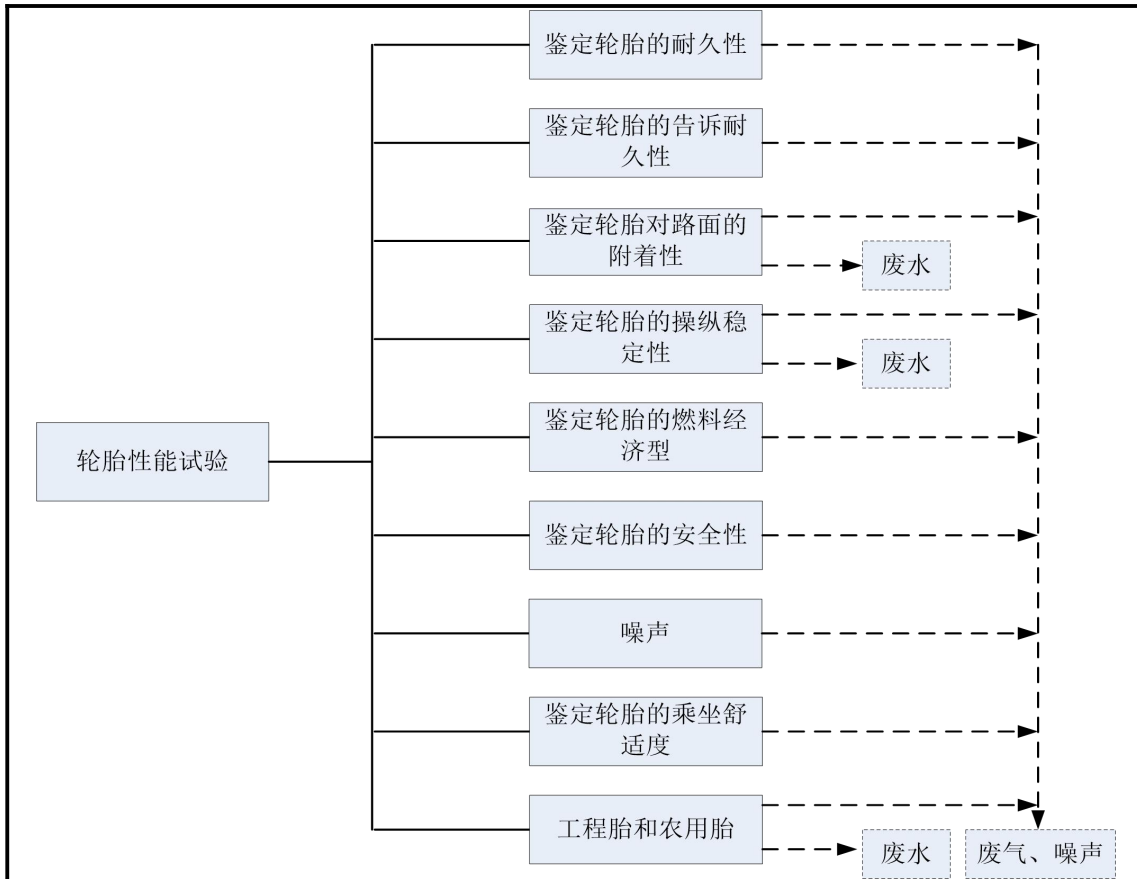 鉴定轮胎的耐久性
鉴定轮胎的告诉耐
久性
鉴定轮胎对路面的
附着性
废水
鉴定轮胎的操纵稳
定性
废水
鉴定轮胎的燃料经
济型
轮胎性能试验
鉴定轮胎的安全性
噪声
鉴定轮胎的乘坐舒
适度
工程胎和农用胎
废水
废气、噪声